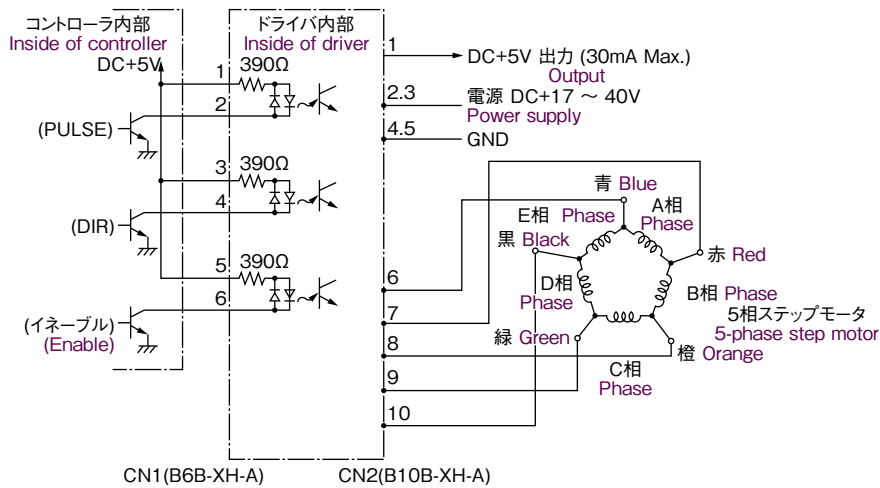 コントローラ内部
Inside of controller
DC+5V
(PULSE)
(DIR)
(イネーブル)
(Enable)
ドライバ内部
Inside of driver
1
390Ω
2
3
390Ω
4
5
390Ω
6
1
DC+5V 出力 (30mA Max.)
Output
2.3
電源 DC+17 ～ 40V
Power supply
4.5
GND
6
7
8
9
10
青 Blue
E相 Phase
A相
Phase
黒 Black
赤 Red
D相
Phase
B相 Phase
5相ステップモータ
5-phase step motor
緑 Green
橙 Orange
C相
Phase
CN1(B6B-XH-A)
CN2(B10B-XH-A)